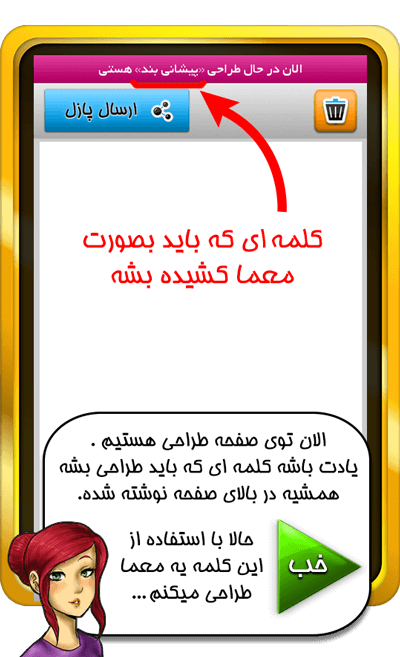 الان در حال طراحی «پیشانی بند» هستی
ارسال پازل
کلمه ای که باید بصورت
معما کشیده بشه
الان توی صفحه طراحی هستیم .
یادت باشه کلمه ای که باید طراحی بشه
همشیه در بالای صفحه نوشته شده.
حالا با استفاده از
این کلمه یه معما
طراحی میکنم ...
خب